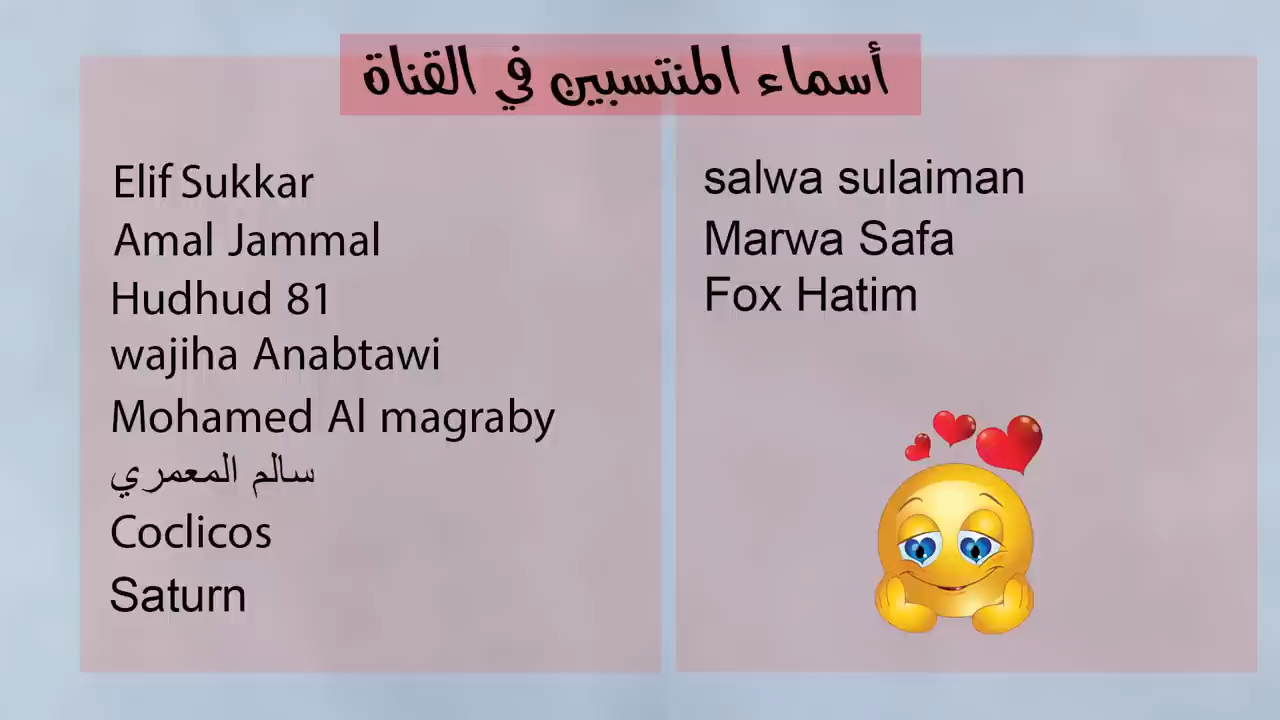 أسماء المنتسبين في القناة
Elif Sukkar
Amal Jammal
Hudhud 81
wajiha Anabtawi
Mohamed Al magraby
سالم المعمري
Coclicos
Saturn
salwa sulaiman
Marwa Safa
Fox Hatim